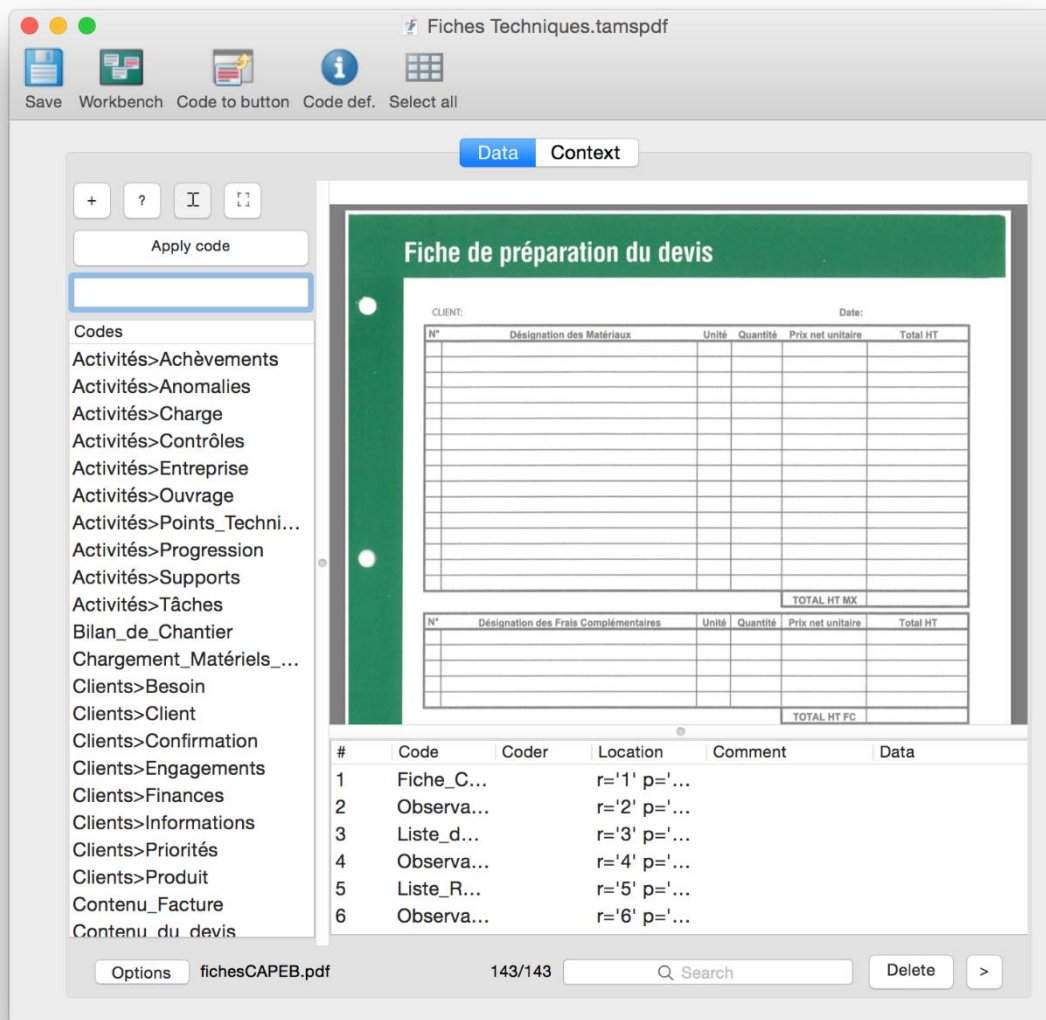 Fiches Techniques.tamspdf
Save Workbench Code to button Code def. Select all
Data Context
+ ?
Apply code
Codes
Activités>Achèvements
Activités>Anomalies
Activités>Charge
Activités>Contrôles
Activités>Entreprise
Activités>Ouvrage
Activités>Points_Techni...
Activités>Progression
Activités>Supports
Activités>Tâches
Bilan_de_Chantier
Chargement_Matériels_...
Clients>Besoin
Clients>Client
Clients>Confirmation
Clients>Engagements
Clients>Finances
Clients>Informations
Clients>Priorités
Clients>Produit
Contenu_Facture
Contenu_du_devis
Fiche de préparation du devis
CLIENT: Date:
N° Désignation des Matériaux Unité Quantité Prix net unitaire Total HT
TOTAL HT MX
N° Désignation des Frais Complémentaires Unité Quantité Prix net unitaire Total HT
TOTAL HT FC
# Code Coder Location Comment Data
1 Fiche_C... r='1' p='...
2 Observa... r='2' p='...
3 Liste_d... r='3' p='...
4 Observa... r='4' p='...
5 Liste_R... r='5' p='...
6 Observa... r='6' p='...
Options fichesCAPEB.pdf 143/143 Search Delete >